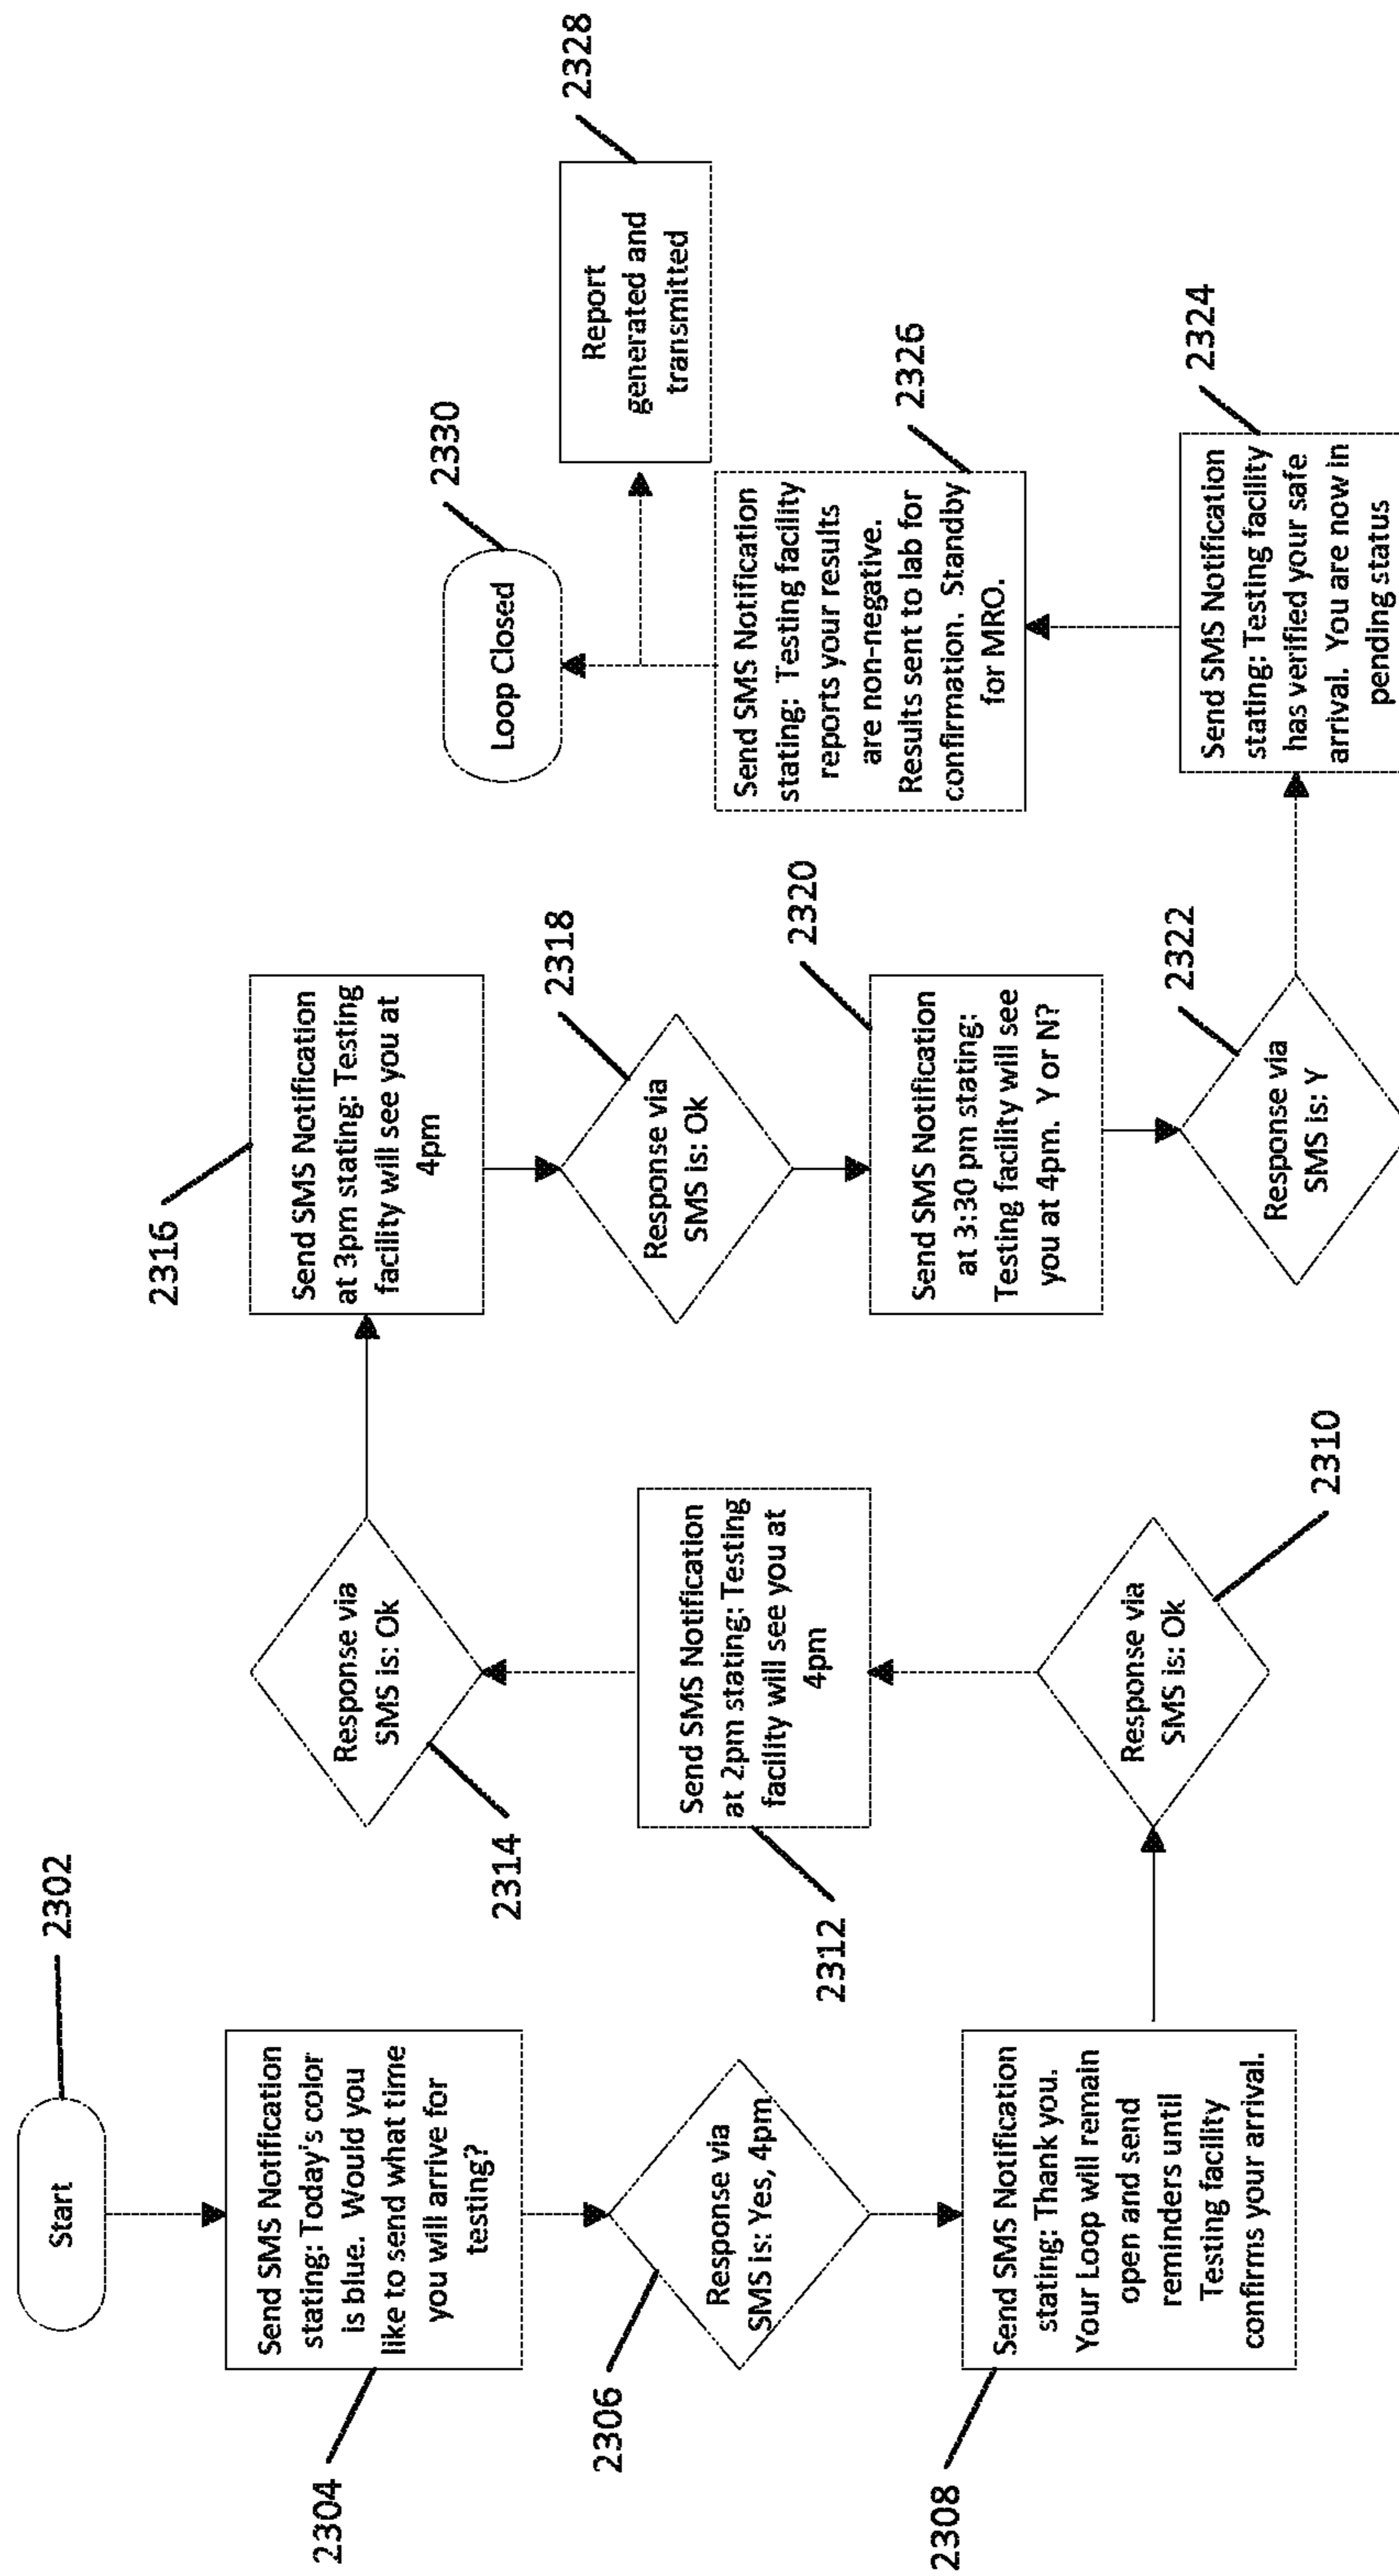 Start
2302
Send SMS Notification
stating: Today's color
is blue. Would you
like to send what time
you will arrive for
testing?
2304
Response via
SMS is: Yes, 4pm
2306
Send SMS Notification
stating: Thank you.
Your Loop will remain
open and send
reminders until
Testing facility
confirms your arrival.
2308
Response via
SMS is: Ok
2310
Send SMS Notification
at 2pm stating: Testing
facility will see you at
4pm
2312
Response via
SMS is: Ok
2314
Send SMS Notification
at 3pm stating: Testing
facility will see you at
4pm
2316
Response via
SMS is: Ok
2318
Send SMS Notification
at 3:30 pm stating:
Testing facility will see
you at 4pm. Y or N?
2320
Response via
SMS is: Y
2322
Send SMS Notification
stating: Testing facility
has verified your safe
arrival. You are now in
pending status
2324
Send SMS Notification
stating: Testing facility
reports your results
are non-negative.
Results sent to lab for
confirmation. Standby
for MRO.
2326
Report
generated and
transmitted
2328
Loop Closed
2330